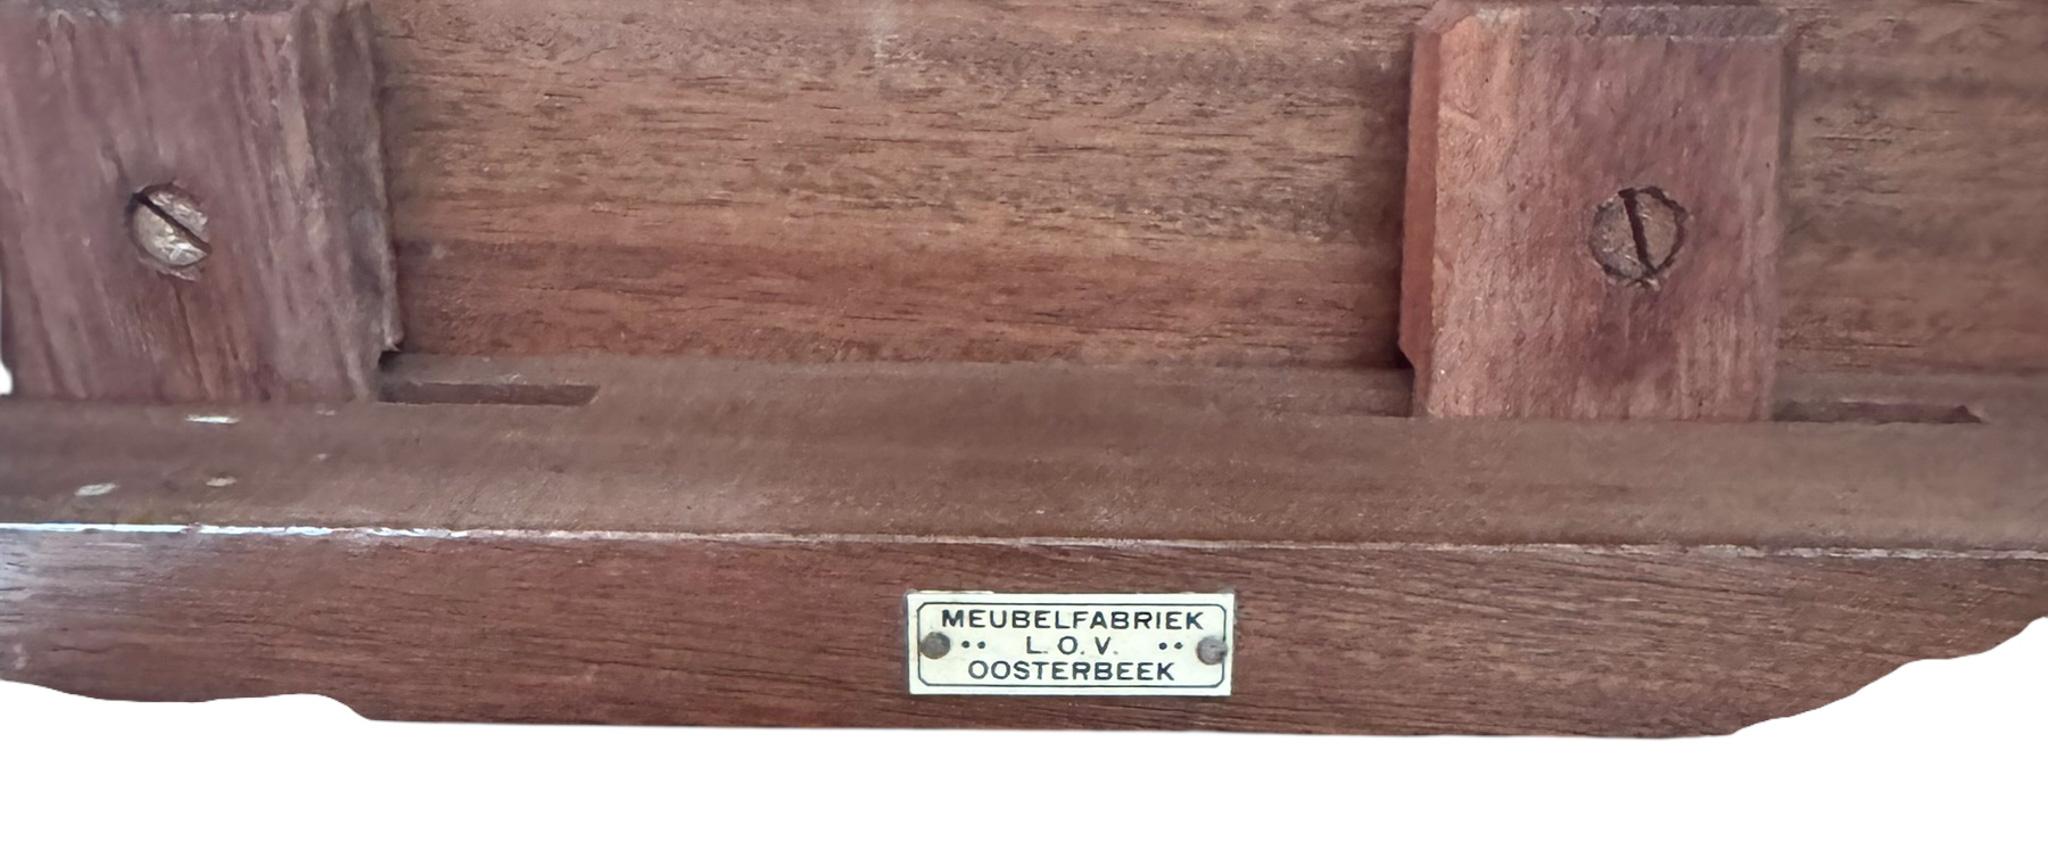 MEUBELFABRIEK
·· L.O.V. ··
OOSTERBEEK